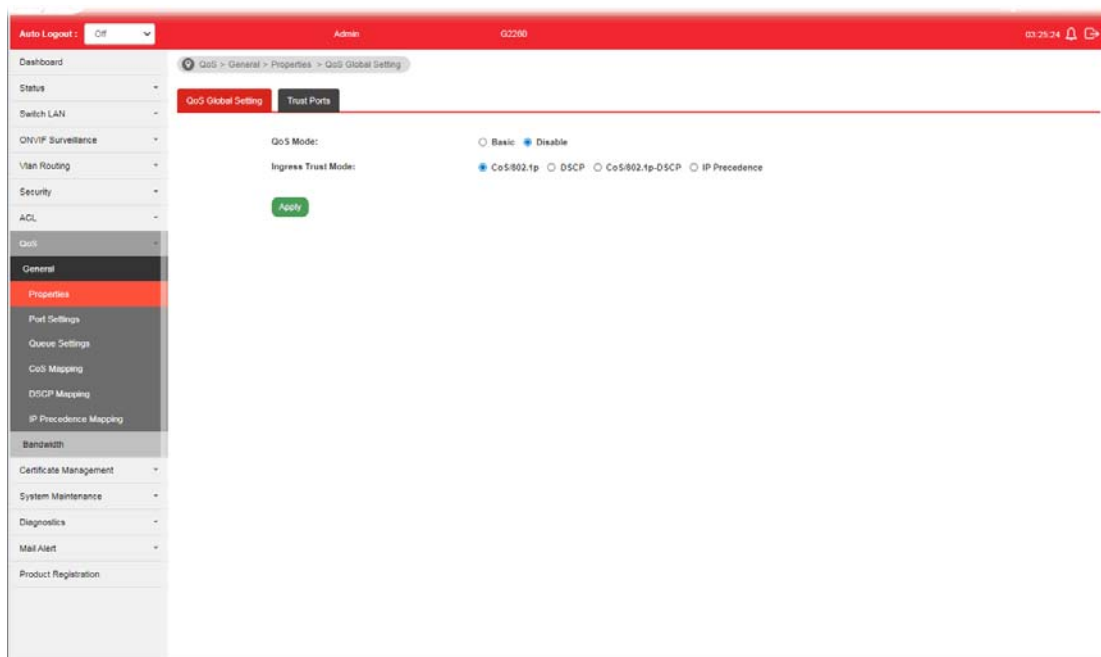 Auto Logout : Off
Admin
G2280
03:25:24
Dashboard
Status
Switch LAN
ONVIF Surveillance
Vlan Routing
Security
ACL
QoS
General
Properties
Port Settings
Queue Settings
CoS Mapping
DSCP Mapping
IP Precedence Mapping
Bandwidth
Certificate Management
System Maintenance
Diagnostics
Mail Alert
Product Registration
QoS > General > Properties > QoS Global Setting
QoS Global Setting
Trust Ports
QoS Mode: Basic Disable
Ingress Trust Mode: CoS/802.1p DSCP CoS/802.1p-DSCP IP Precedence
Apply